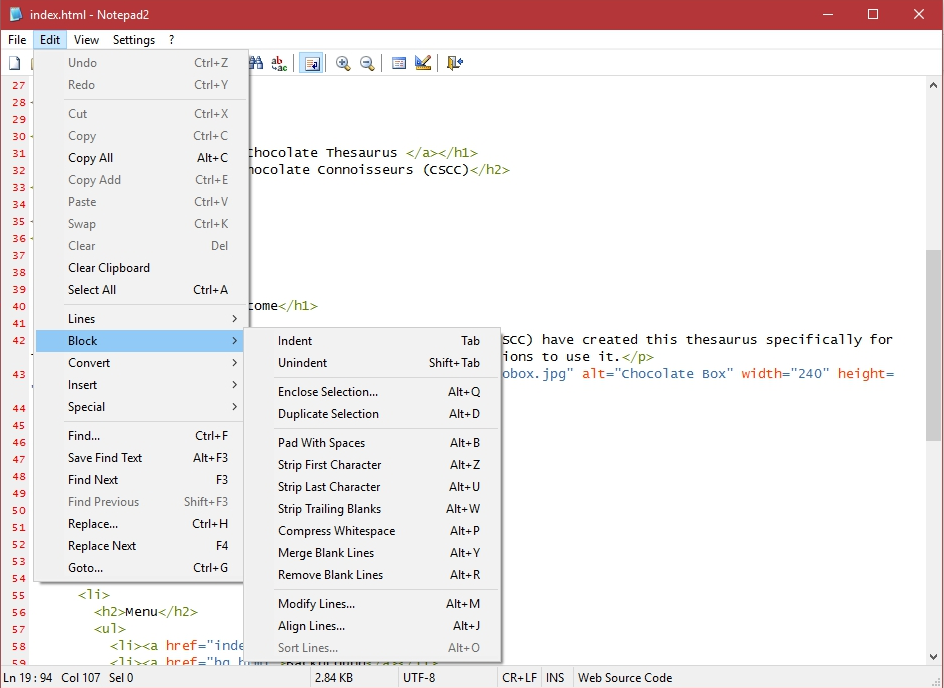 index.html - Notepad2
File Edit View Settings ?
Undo Ctrl+Z
Redo Ctrl+Y
Cut Ctrl+X
Copy Ctrl+C
Copy All Alt+C
Copy Add Ctrl+E
Paste Ctrl+V
Swap Ctrl+K
Clear Del
Clear Clipboard
Select All Ctrl+A
Lines
Block
Convert
Insert
Special
Find... Ctrl+F
Save Find Text Alt+F3
Find Next F3
Find Previous Shift+F3
Replace... Ctrl+H
Replace Next F4
Goto... Ctrl+G
Indent Tab
Unindent Shift+Tab
Enclose Selection... Alt+Q
Duplicate Selection Alt+D
Pad With Spaces Alt+B
Strip First Character Alt+Z
Strip Last Character Alt+U
Strip Trailing Blanks Alt+W
Compress Whitespace Alt+P
Merge Blank Lines Alt+Y
Remove Blank Lines Alt+R
Modify Lines... Alt+M
Align Lines... Alt+J
Sort Lines... Alt+O
27
28 <
29
30 <
31 hocolate Thesaurus </a></h1>
32 hocolate Connoisseurs (CSCC)</h2>
33 <
34
35 <
36 <
37
38
39
40 come</h1>
41
42 SCC) have created this thesaurus specifically for
ions to use it.</p>
43 obox.jpg" alt="Chocolate Box" width="240" height=
44
45
46
47
48
49
50
51
52
53
54
55 <li>
56 <h2>Menu</h2>
57 <ul>
58 <li><a href="inde
59 <li><a href="bg.html">Background</a></li>
Ln 19 : 94 Col 107 Sel 0 2.84 KB UTF-8 CR+LF INS Web Source Code